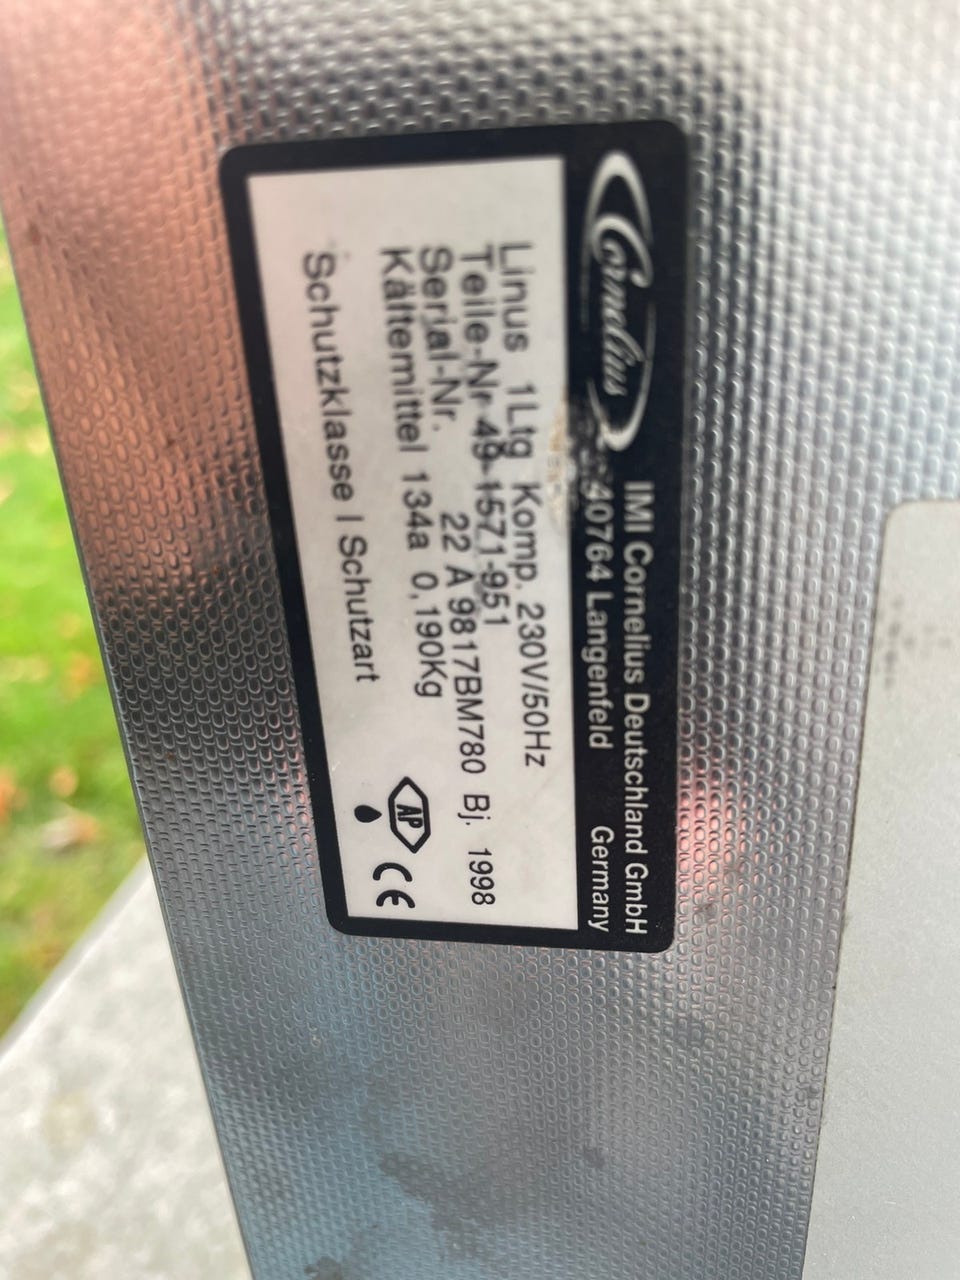 Cornelius
IMI Cornelius Deutschland GmbH
40764 Langenfeld Germany
Linus 1Ltg Komp. 230V/50Hz
Teile-Nr 49-1571-951
Serial-Nr. 22 A 9817BM780 Bj. 1998
Kältemittel 134a 0,190Kg
Schutzklasse I Schutzart
AP
CE